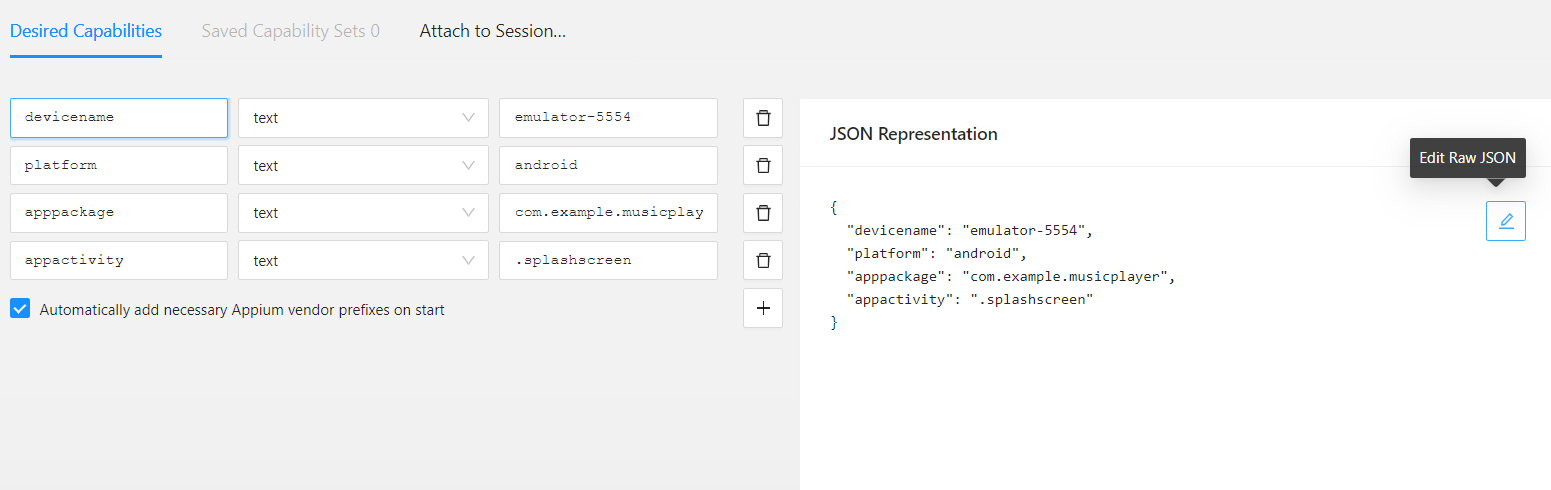 Desired Capabilities Saved Capability Sets 0 Attach to Session...
devicename text emulator-5554
platform text android
apppackage text com.example.musicplay
appactivity text .splashscreen
Automatically add necessary Appium vendor prefixes on start
JSON Representation
Edit Raw JSON
{
"devicename": "emulator-5554",
"platform": "android",
"apppackage": "com.example.musicplayer",
"appactivity": ".splashscreen"
}